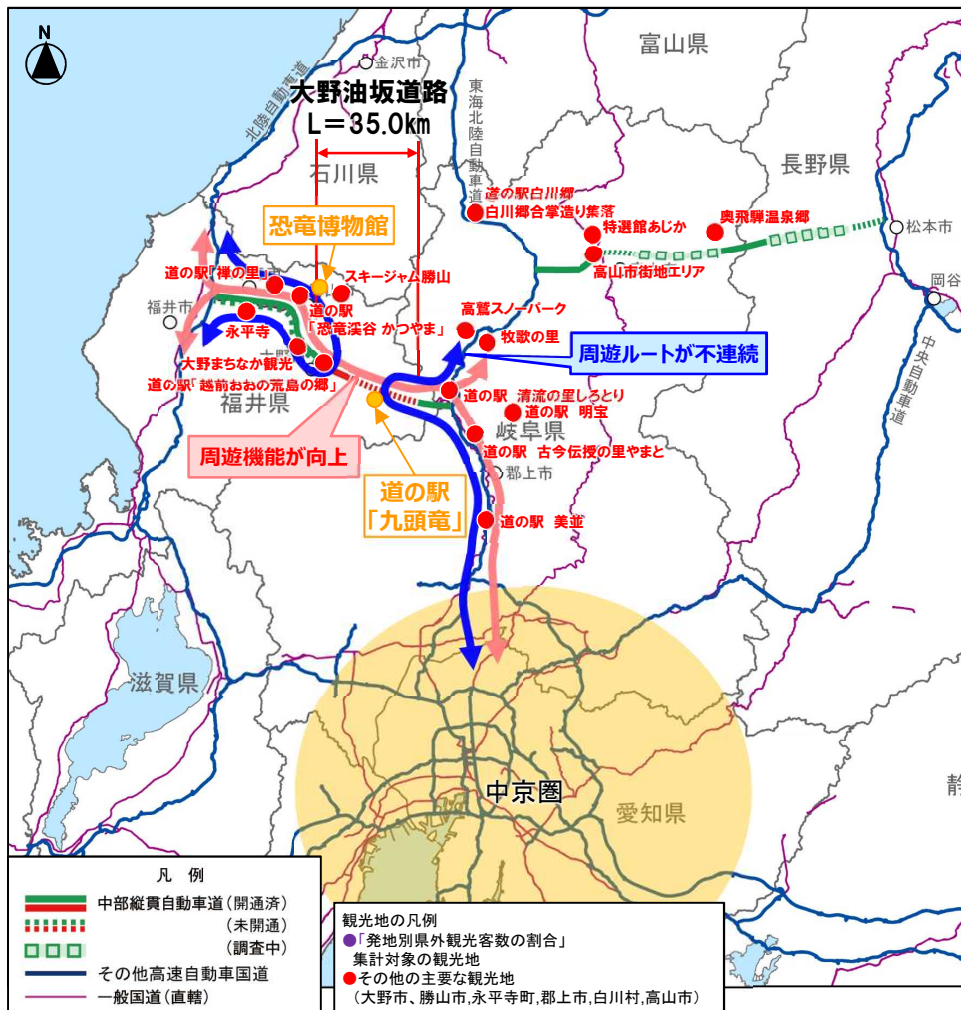 N
富山県
金沢市
大野油坂道路
L＝35.0km
北陸自動車道
東海北陸自動車道
石川県
長野県
道の駅白川郷
白川郷合掌造り集落
恐竜博物館
特選館あじか
奥飛騨温泉郷
松本市
高山市街地エリア
道の駅「禅の里」
スキージャム勝山
岡谷
福井市
道の駅
「恐竜渓谷 かつやま」
高鷲スノーパーク
牧歌の里
永平寺
周遊ルートが不連続
中央自動車道
大野まちなか観光
大野
道の駅「越前おおの荒島の郷」
福井県
道の駅 清流の里しろとり
道の駅 明宝
岐阜県
周遊機能が向上
道の駅 古今伝授の里やまと
郡上市
道の駅
「九頭竜」
道の駅 美並
滋賀県
中京圏
愛知県
静
凡 例
中部縦貫自動車道（開通済）
（未開通）
（調査中）
その他高速自動車国道
一般国道（直轄）
観光地の凡例
●「発地別県外観光客数の割合」
集計対象の観光地
●その他の主要な観光地
（大野市、勝山市,永平寺町,郡上市,白川村,高山市）